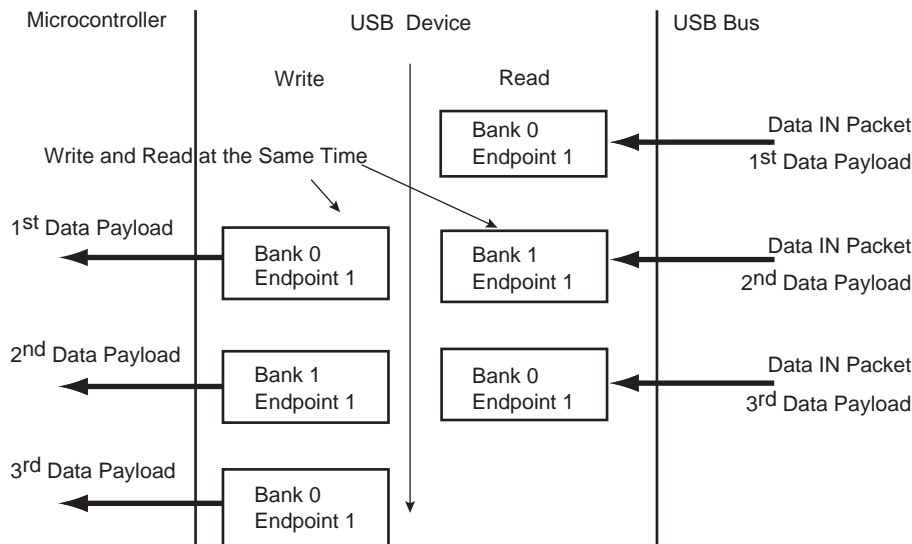 Microcontroller
USB Device
USB Bus
Write
Read
Bank 0
Endpoint 1
Data IN Packet
1st Data Payload
Write and Read at the Same Time
1st Data Payload
Bank 0
Endpoint 1
Bank 1
Endpoint 1
Data IN Packet
2nd Data Payload
2nd Data Payload
Bank 1
Endpoint 1
Bank 0
Endpoint 1
Data IN Packet
3rd Data Payload
3rd Data Payload
Bank 0
Endpoint 1